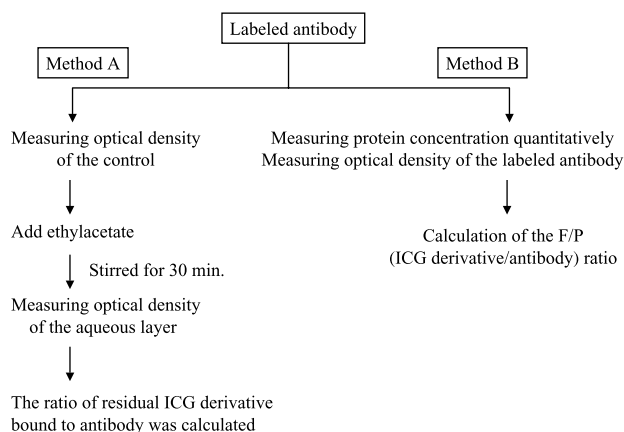 Labeled antibody
Method A
Method B
Measuring optical density
of the control
Add ethylacetate
Stirred for 30 min.
Measuring optical density
of the aqueous layer
The ratio of residual ICG derivative
bound to antibody was calculated
Measuring protein concentration quantitatively
Measuring optical density of the labeled antibody
Calculation of the F/P
(ICG derivative/antibody) ratio